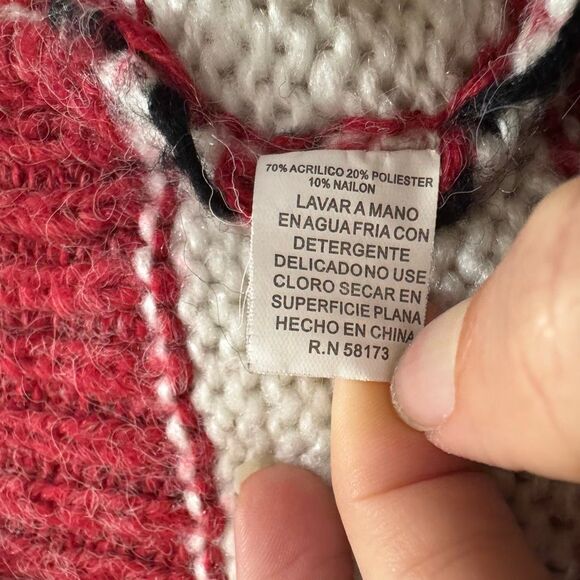 70% ACRILICO 20% POLIESTER
10% NAILON
LAVAR A MANO
EN AGUA FRIA CON
DETERGENTE
DELICADO NO USE
CLORO SECAR EN
SUPERFICIE PLANA
HECHO EN CHINA
R.N 58173